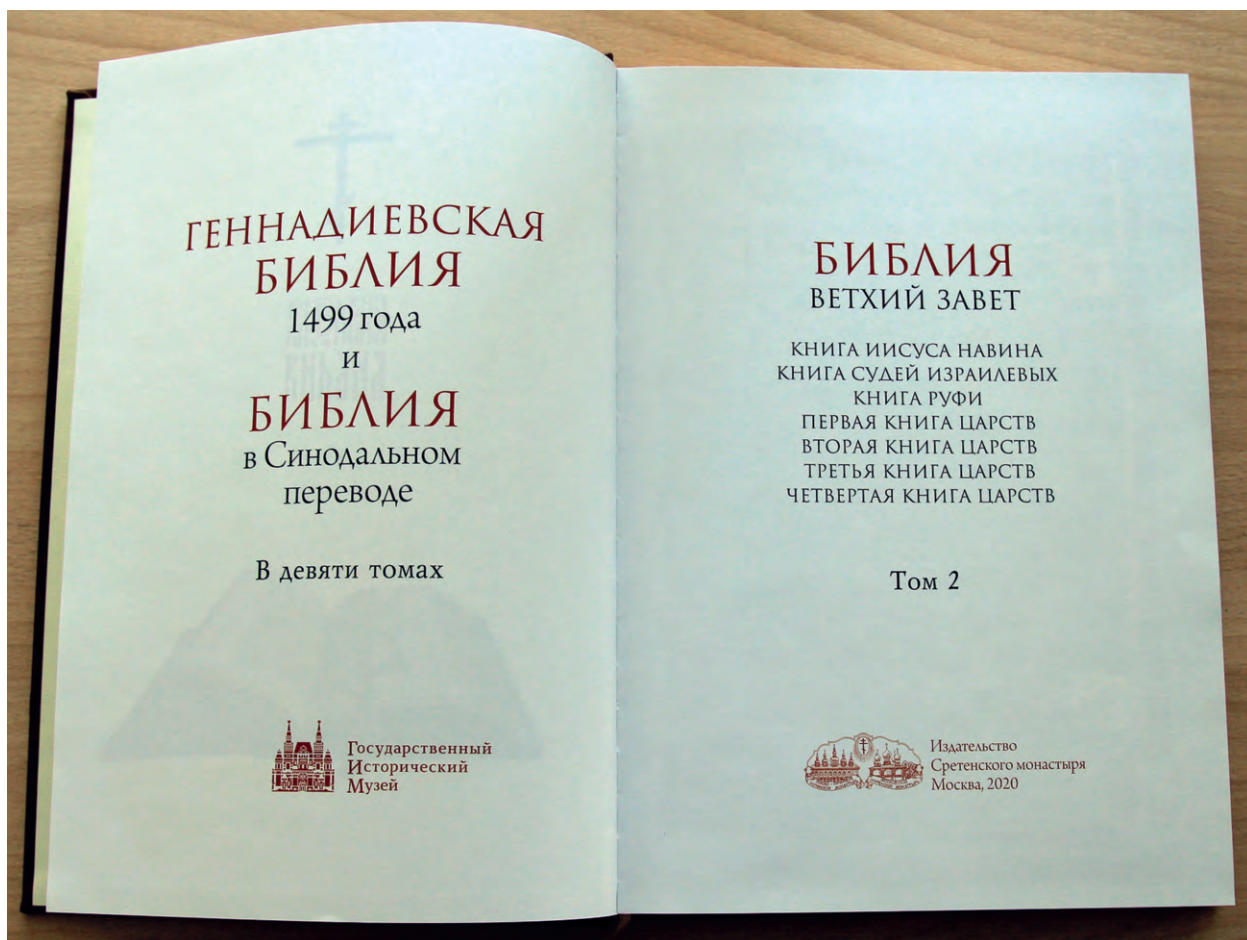 ГЕННАДИЕВСКАЯ
БИБЛИЯ
1499 года
и
БИБЛИЯ
в Синодальном
переводе
В девяти томах
Государственный
Исторический
Музей
БИБЛИЯ
ВЕТХИЙ ЗАВЕТ
КНИГА ИИСУСА НАВИНА
КНИГА СУДЕЙ ИЗРАИЛЕВЫХ
КНИГА РУФИ
ПЕРВАЯ КНИГА ЦАРСТВ
ВТОРАЯ КНИГА ЦАРСТВ
ТРЕТЬЯ КНИГА ЦАРСТВ
ЧЕТВЕРТАЯ КНИГА ЦАРСТВ
Том 2
Издательство
Сретенского монастыря
Москва, 2020